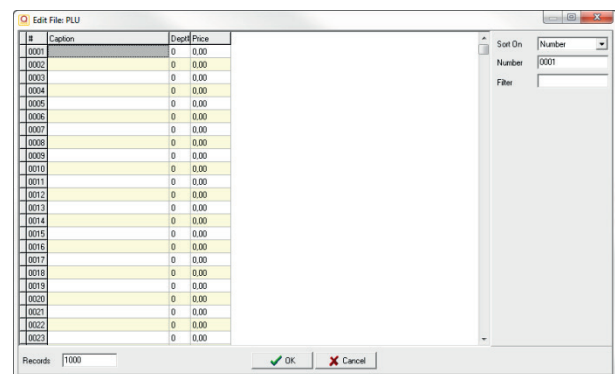 Edit File: PLU
# Caption Dept# Price
0001 0 0,00
0002 0 0,00
0003 0 0,00
0004 0 0,00
0005 0 0,00
0006 0 0,00
0007 0 0,00
0008 0 0,00
0009 0 0,00
0010 0 0,00
0011 0 0,00
0012 0 0,00
0013 0 0,00
0014 0 0,00
0015 0 0,00
0016 0 0,00
0017 0 0,00
0018 0 0,00
0019 0 0,00
0020 0 0,00
0021 0 0,00
0022 0 0,00
0023 0 0,00
Sort On Number
Number 0001
Filter
Records 1000 OK Cancel